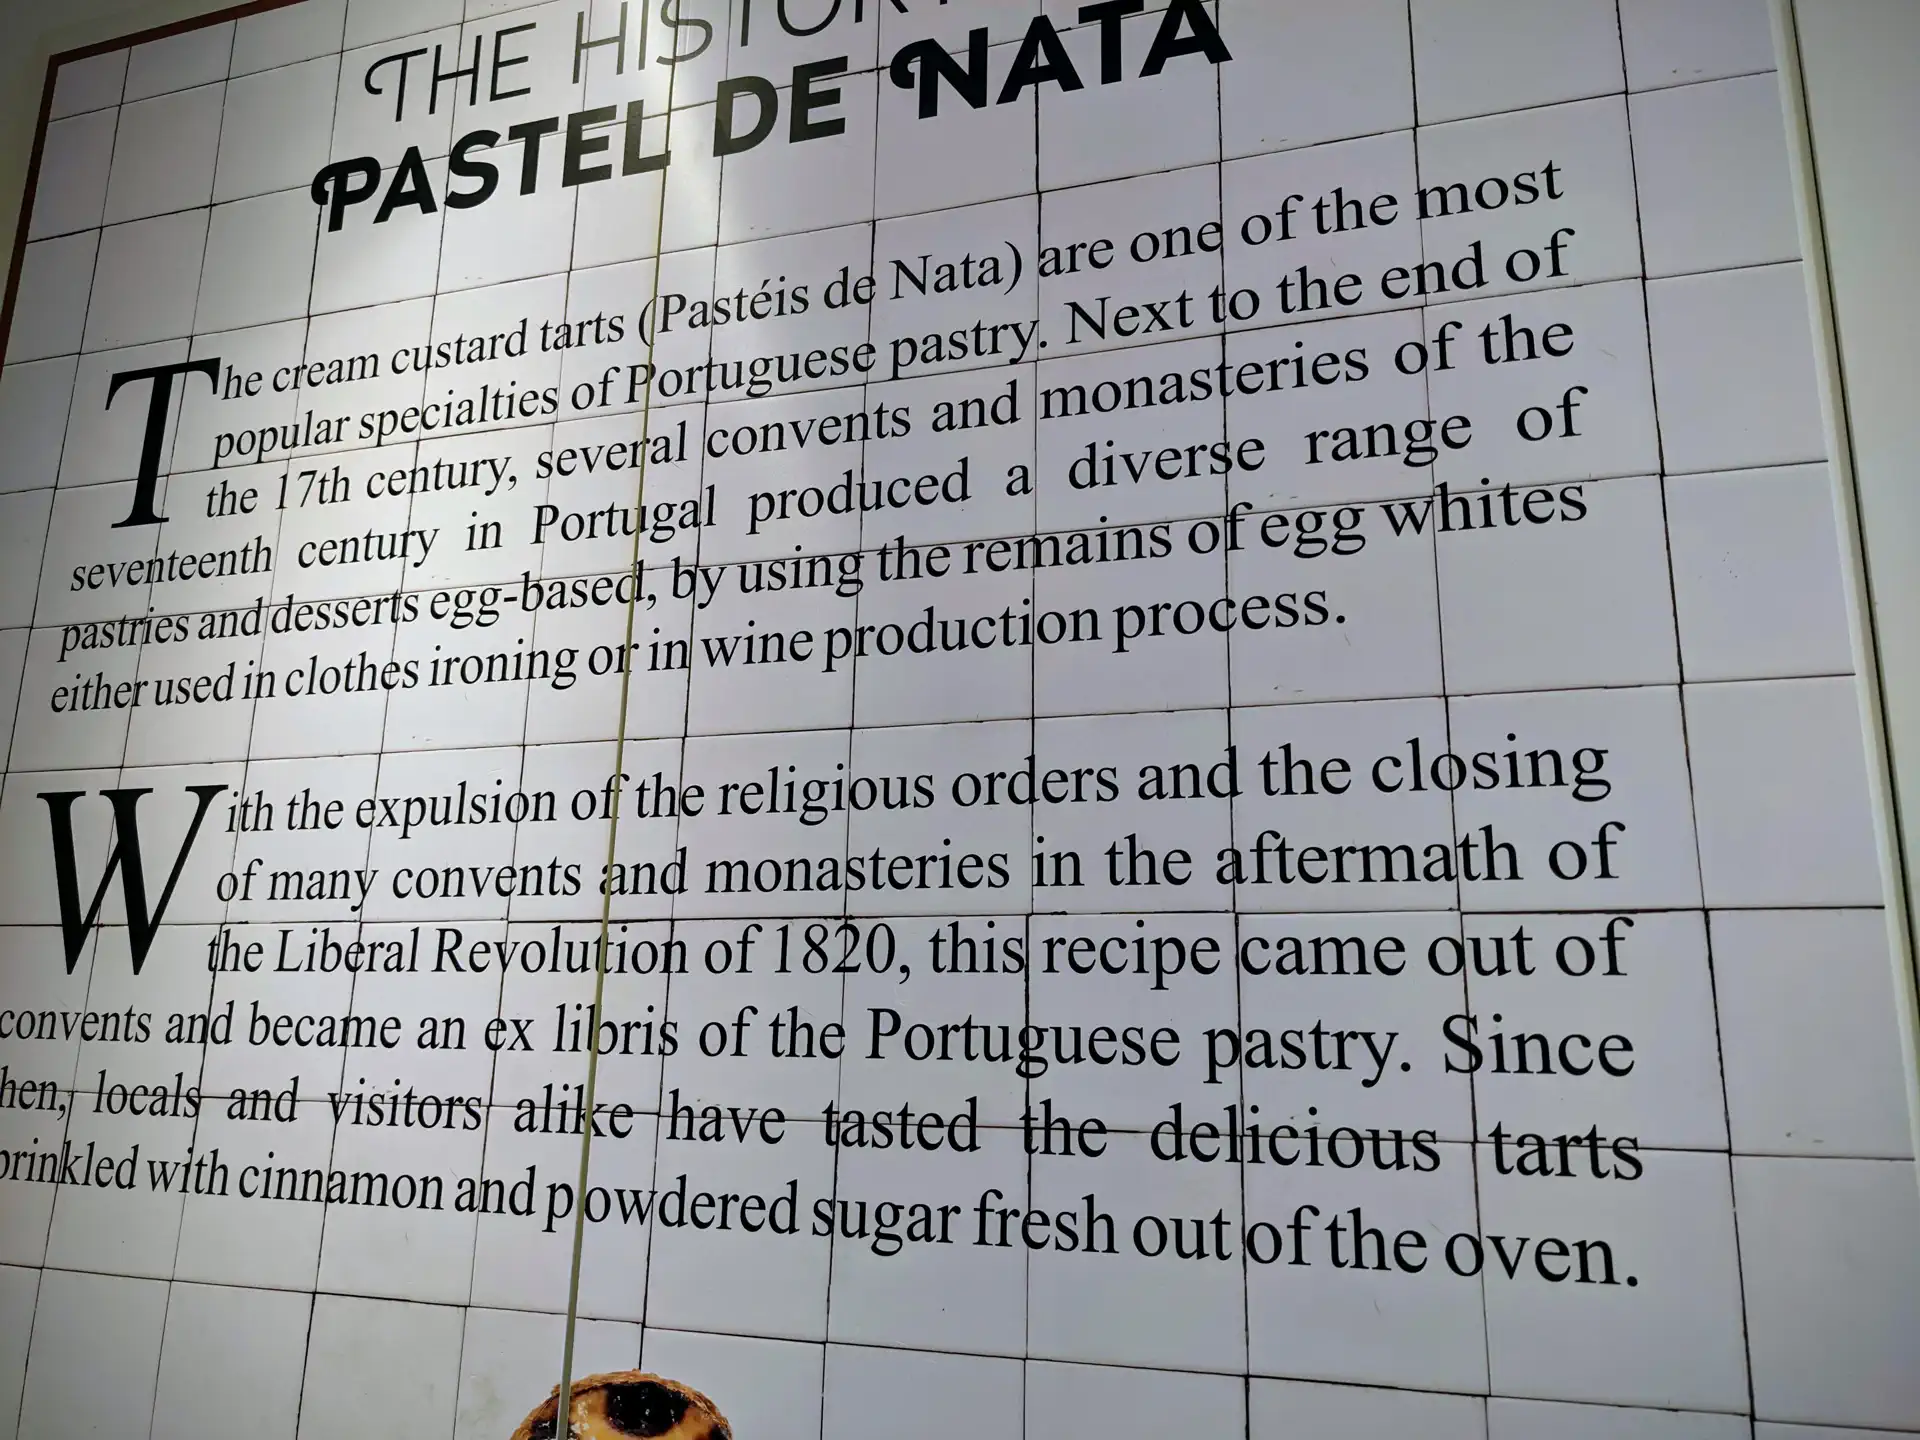 THE HISTORY
PASTEL DE NATA
The cream custard tarts (Pastéis de Nata) are one of the most
popular specialties of Portuguese pastry. Next to the end of
the 17th century, several convents and monasteries of the
seventeenth century in Portugal produced a diverse range of
pastries and desserts egg-based, by using the remains of egg whites
either used in clothes ironing or in wine production process.
With the expulsion of the religious orders and the closing
of many convents and monasteries in the aftermath of
the Liberal Revolution of 1820, this recipe came out of
convents and became an ex libris of the Portuguese pastry. Since
hen, locals and visitors alike have tasted the delicious tarts
prinkled with cinnamon and powdered sugar fresh out of the oven.